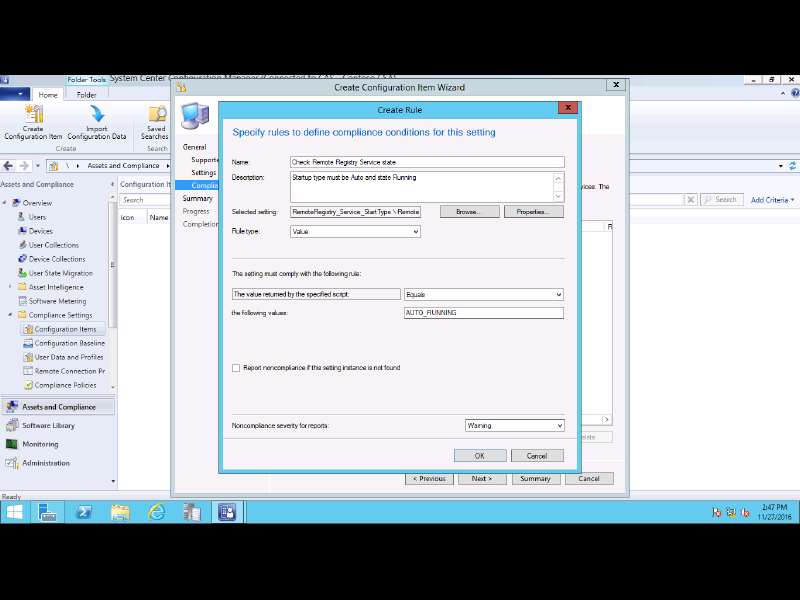 Folder Tools
System Center Configuration Manager (Connected to CAS - Contoso CSA)
Home
Folder
Create Configuration Item
Import Configuration Data
Saved Searches
Create
Search
\ Assets and Compliance
Assets and Compliance
Overview
Users
Devices
User Collections
Device Collections
User State Migration
Asset Intelligence
Software Metering
Compliance Settings
Configuration Items
Configuration Baseline
User Data and Profiles
Remote Connection Pr
Compliance Policies
Assets and Compliance
Software Library
Monitoring
Administration
Ready
Configuration It
Search
Icon
Name
Search
Add Criteria
Create Configuration Item Wizard
X
General
Supporte
Settings
Complian
Summary
Progress
Completion
ices. The
R
elete
< Previous
Next >
Summary
Cancel
Create Rule
X
Specify rules to define compliance conditions for this setting
Name:
Check Remote Registry Service state
Description:
Startup type must be Auto and state Running
Selected setting:
RemoteRegistry_Service_StartType \ Remote
Browse...
Properties...
Rule type:
Value
The setting must comply with the following rule:
The value returned by the specified script:
Equals
the following values:
AUTO_RUNNING
Report noncompliance if this setting instance is not found
Noncompliance severity for reports:
Warning
OK
Cancel
2:47 PM
11/27/2016